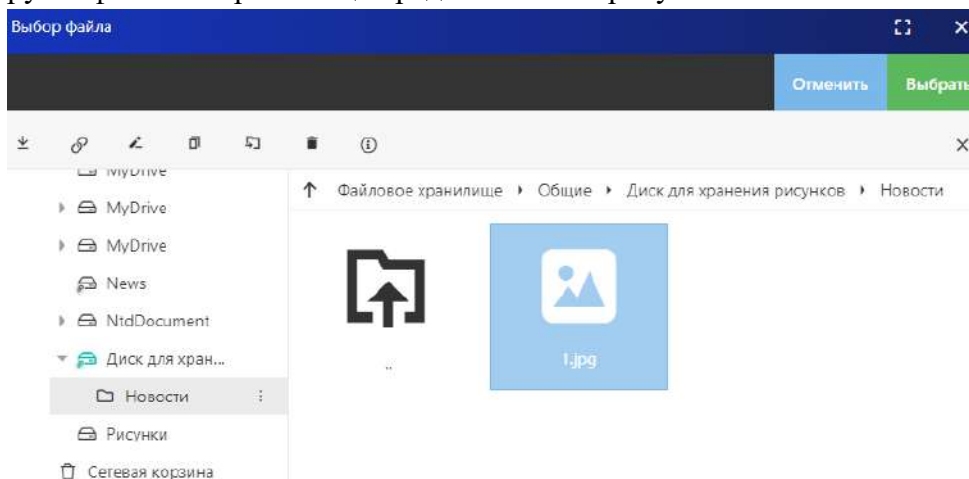 Выбор файла
Отменить
Выбрать
MyDrive
MyDrive
MyDrive
News
NtdDocument
Диск для хран...
Новости
Рисунки
Сетевая корзина
Файловое хранилище Общие Диск для хранения рисунков Новости
..
1.jpg